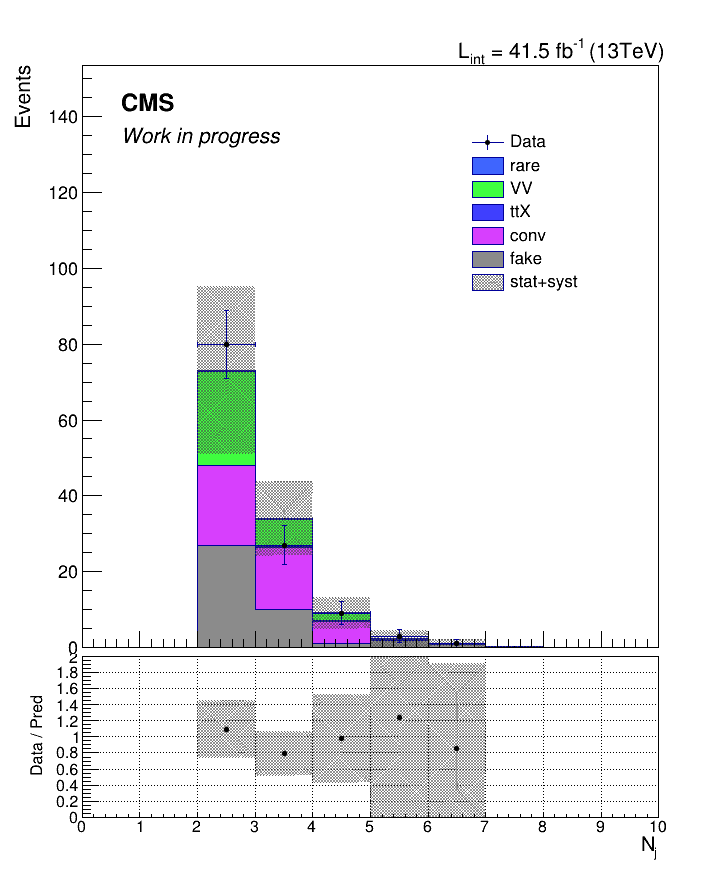 L_int = 41.5 fb^-1 (13TeV)
Events
CMS
Work in progress
Data
rare
VV
ttX
conv
fake
stat+syst
140
120
100
80
60
40
20
0
Data / Pred
2
1.8
1.6
1.4
1.2
1
0.8
0.6
0.4
0.2
0
0 1 2 3 4 5 6 7 8 9 10
N_j